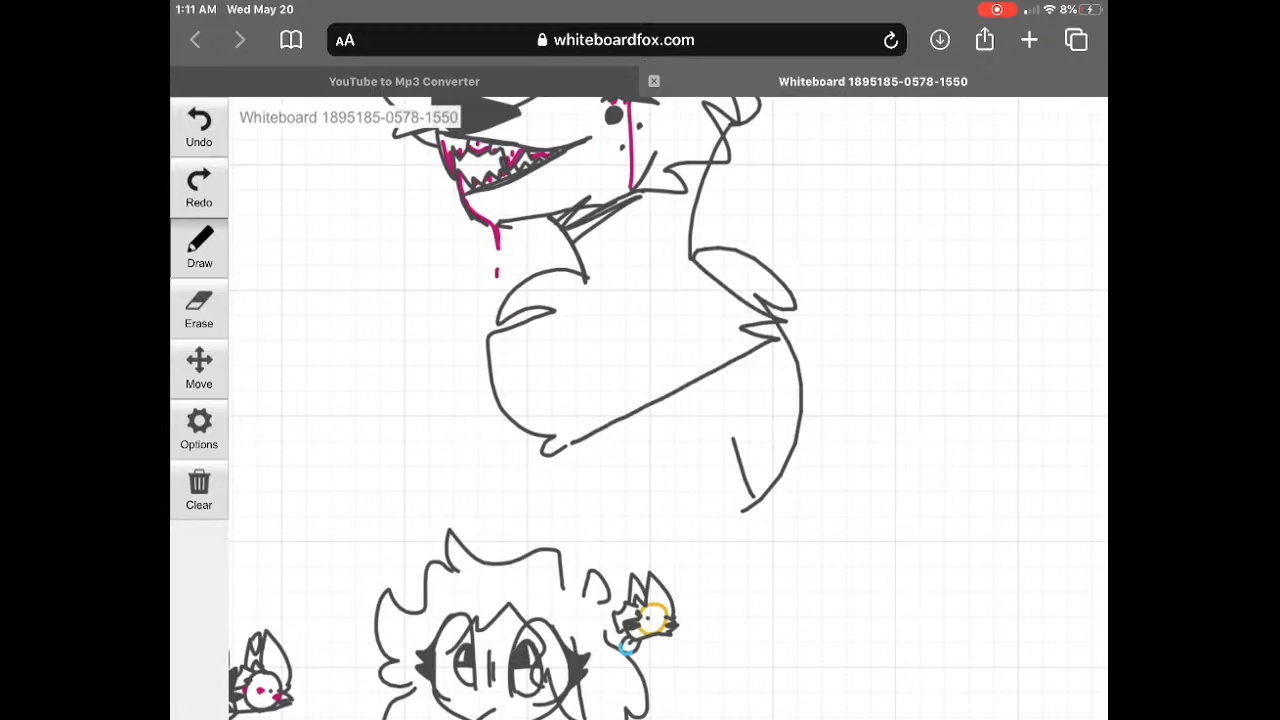 1:11 AM Wed May 20
8%
AA
whiteboardfox.com
YouTube to Mp3 Converter
Whiteboard 1895185-0578-1550
Whiteboard 1895185-0578-1550
Undo
Redo
Draw
Erase
Move
Options
Clear